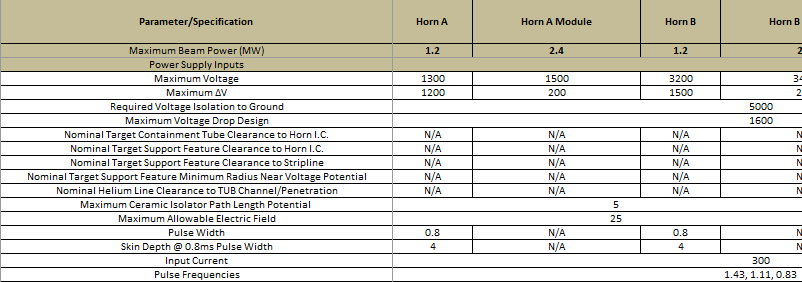 Parameter/Specification Horn A Horn A Module Horn B Horn B
Maximum Beam Power (MW) 1.2 2.4 1.2 2
Power Supply Inputs
Maximum Voltage 1300 1500 3200 34
Maximum ΔV 1200 200 1500 2
Required Voltage Isolation to Ground 5000
Maximum Voltage Drop Design 1600
Nominal Target Containment Tube Clearance to Horn I.C. N/A N/A N/A N
Nominal Target Support Feature Clearance to Horn I.C. N/A N/A N/A N
Nominal Target Support Feature Clearance to Stripline N/A N/A N/A N
Nominal Target Support Feature Minimum Radius Near Voltage Potential N/A N/A N/A N
Nominal Helium Line Clearance to TUB Channel/Penetration N/A N/A N/A N
Maximum Ceramic Isolator Path Length Potential 5
Maximum Allowable Electric Field 25
Pulse Width 0.8 N/A 0.8 N
Skin Depth @ 0.8ms Pulse Width 4 N/A 4 N
Input Current 300
Pulse Frequencies 1.43, 1.11, 0.83